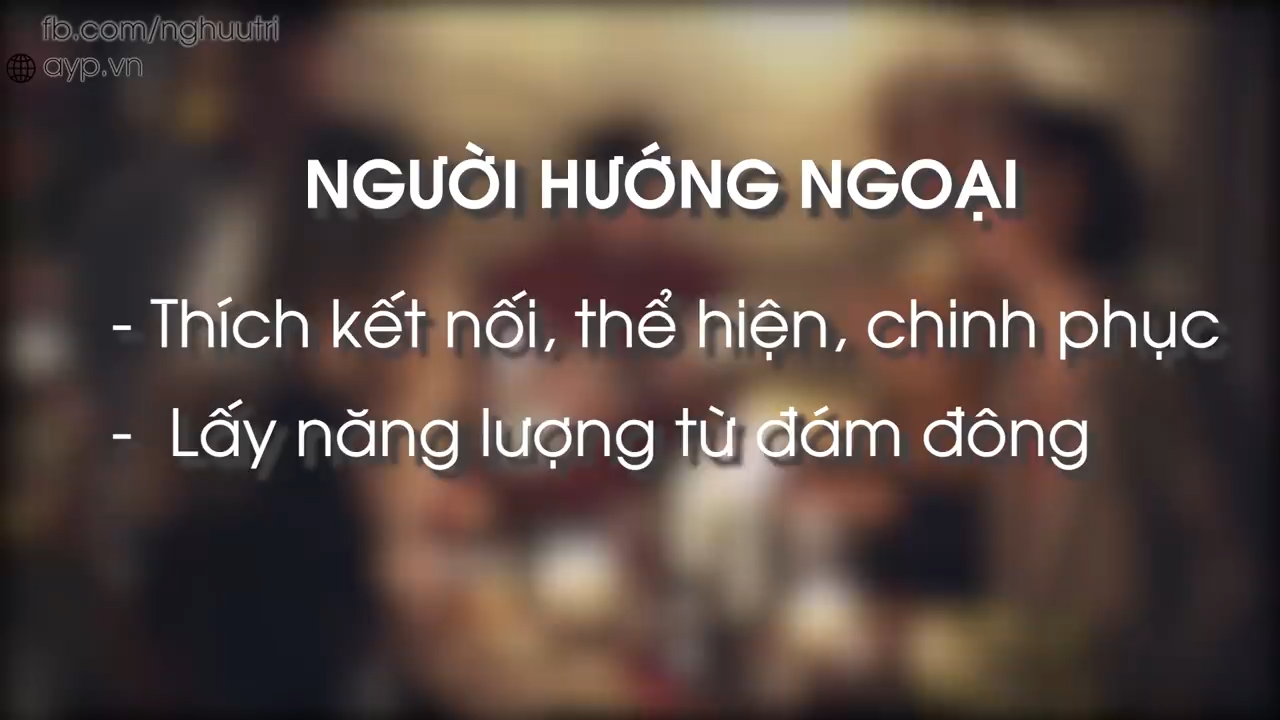 fb.com/nghuutri
ayp.vn
NGƯỜI HƯỚNG NGOẠI
- Thích kết nối, thể hiện, chinh phục
- Lấy năng lượng từ đám đông